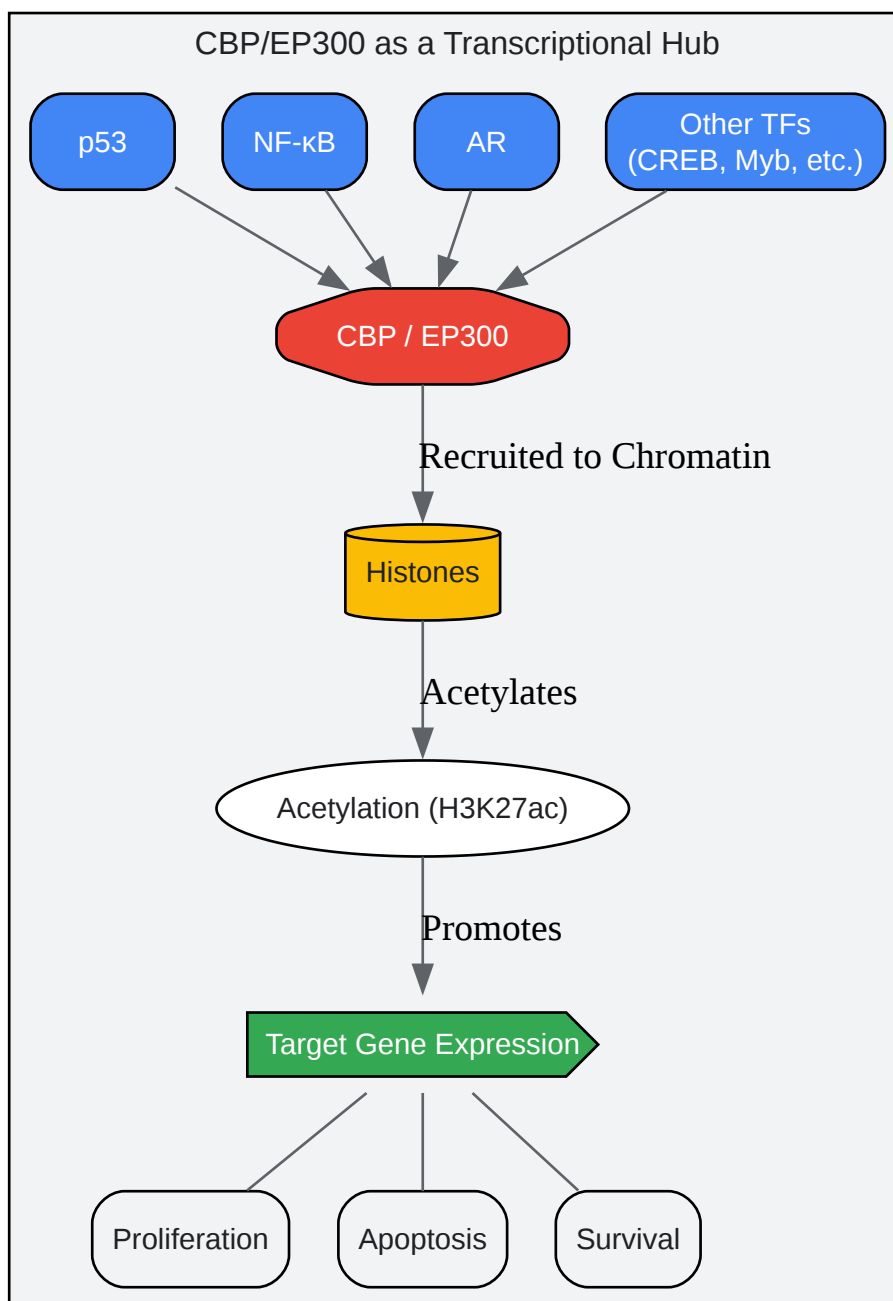 CBP/EP300 as a Transcriptional Hub
p53
NF-κB
AR
Other TFs
(CREB, Myb, etc.)
CBP / EP300
Recruited to Chromatin
Histones
Acetylates
Acetylation (H3K27ac)
Promotes
Target Gene Expression
Proliferation
Apoptosis
Survival